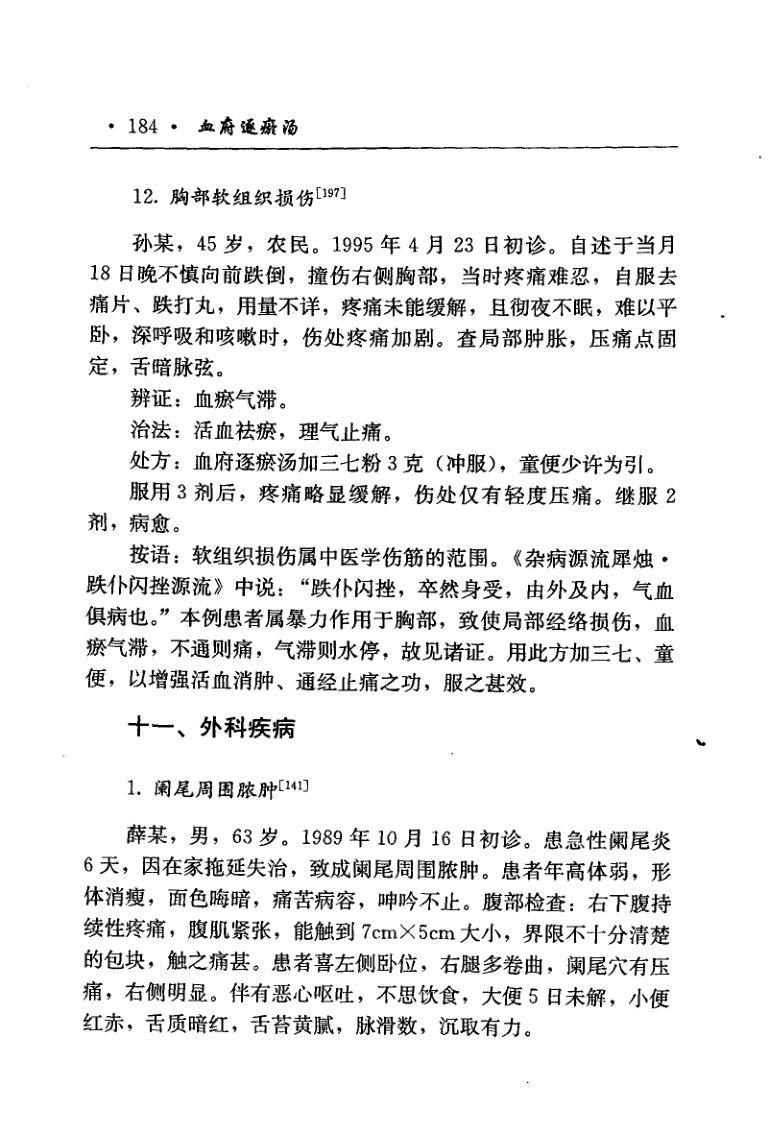 · 184 · 血府逐瘀汤
12. 胸部软组织损伤[197]
孙某，45 岁，农民。1995 年 4 月 23 日初诊。自述于当月
18 日晚不慎向前跌倒，撞伤右侧胸部，当时疼痛难忍，自服去
痛片、跌打丸，用量不详，疼痛未能缓解，且彻夜不眠，难以平
卧，深呼吸和咳嗽时，伤处疼痛加剧。查局部肿胀，压痛点固
定，舌暗脉弦。
辨证：血瘀气滞。
治法：活血祛瘀，理气止痛。
处方：血府逐瘀汤加三七粉 3 克（冲服），童便少许为引。
服用 3 剂后，疼痛略显缓解，伤处仅有轻度压痛。继服 2
剂，病愈。
按语：软组织损伤属中医学伤筋的范围。《杂病源流犀烛·
跌仆闪挫源流》中说：“跌仆闪挫，卒然身受，由外及内，气血
俱病也。”本例患者属暴力作用于胸部，致使局部经络损伤，血
瘀气滞，不通则痛，气滞则水停，故见诸证。用此方加三七、童
便，以增强活血消肿、通经止痛之功，服之甚效。
十一、外科疾病
1. 阑尾周围脓肿[141]
薛某，男，63 岁。1989 年 10 月 16 日初诊。患急性阑尾炎
6 天，因在家拖延失治，致成阑尾周围脓肿。患者年高体弱，形
体消瘦，面色晦暗，痛苦病容，呻吟不止。腹部检查：右下腹持
续性疼痛，腹肌紧张，能触到 7cm×5cm 大小，界限不十分清楚
的包块，触之痛甚。患者喜左侧卧位，右腿多卷曲，阑尾穴有压
痛，右侧明显。伴有恶心呕吐，不思饮食，大便 5 日未解，小便
红赤，舌质暗红，舌苔黄腻，脉滑数，沉取有力。